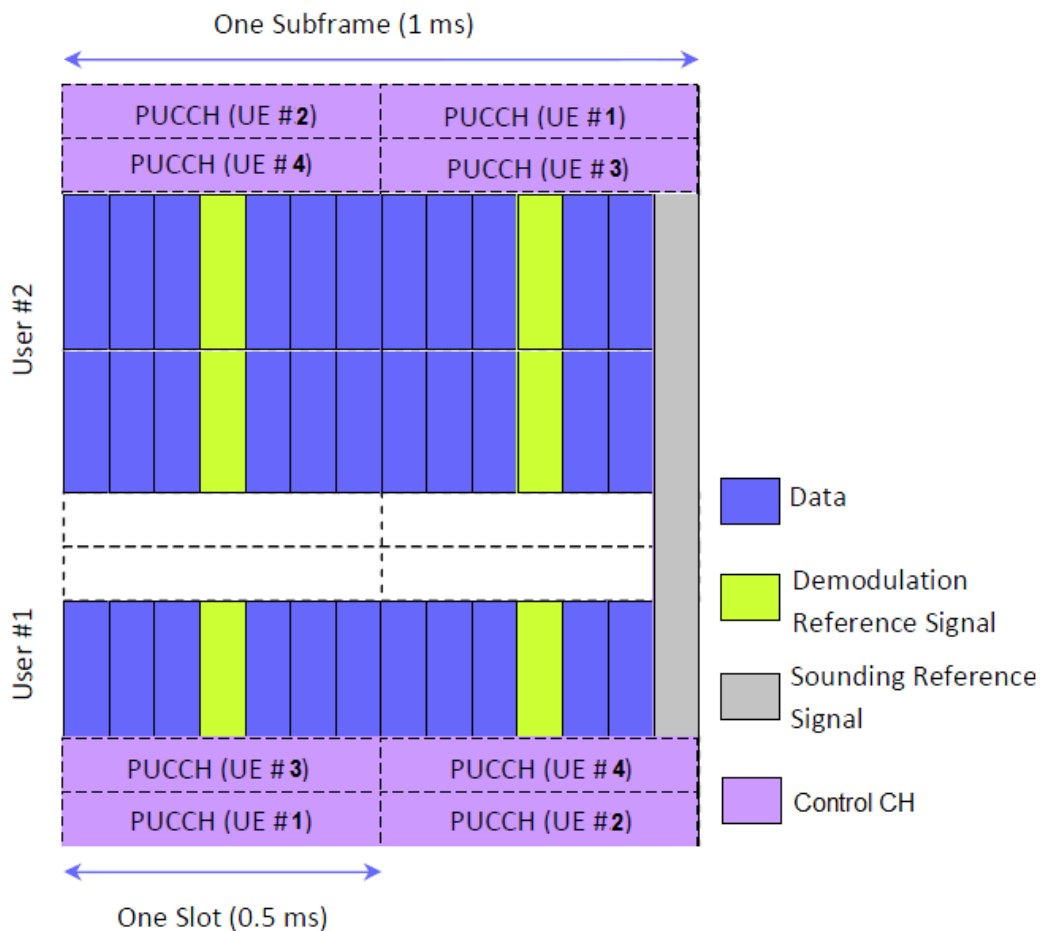 One Subframe (1 ms)
PUCCH (UE #2)
PUCCH (UE #1)
PUCCH (UE #4)
PUCCH (UE #3)
User #2
Data
Demodulation
Reference Signal
User #1
Sounding Reference
Signal
PUCCH (UE #3)
PUCCH (UE #4)
Control CH
PUCCH (UE #1)
PUCCH (UE #2)
One Slot (0.5 ms)